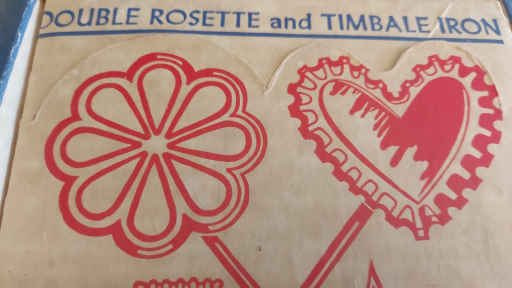 DOUBLE ROSETTE and TIMBALE IRON